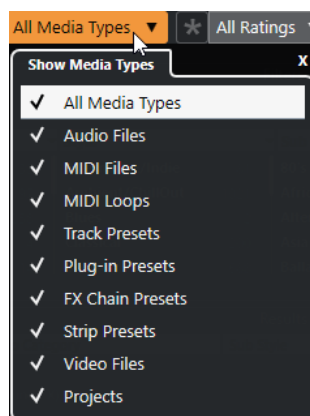 All Media Types All Ratings
Show Media Types X
All Media Types
Audio Files
MIDI Files
MIDI Loops
Track Presets
Plug-in Presets
FX Chain Presets
Strip Presets
Video Files
Projects